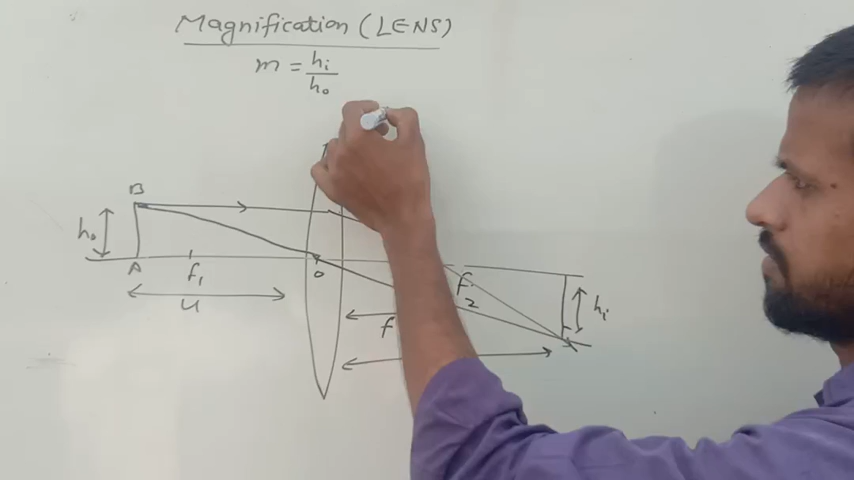 Magnification (LENS)
m = hi/ho
B
ho
A
f1
O
f2
hi
u
f